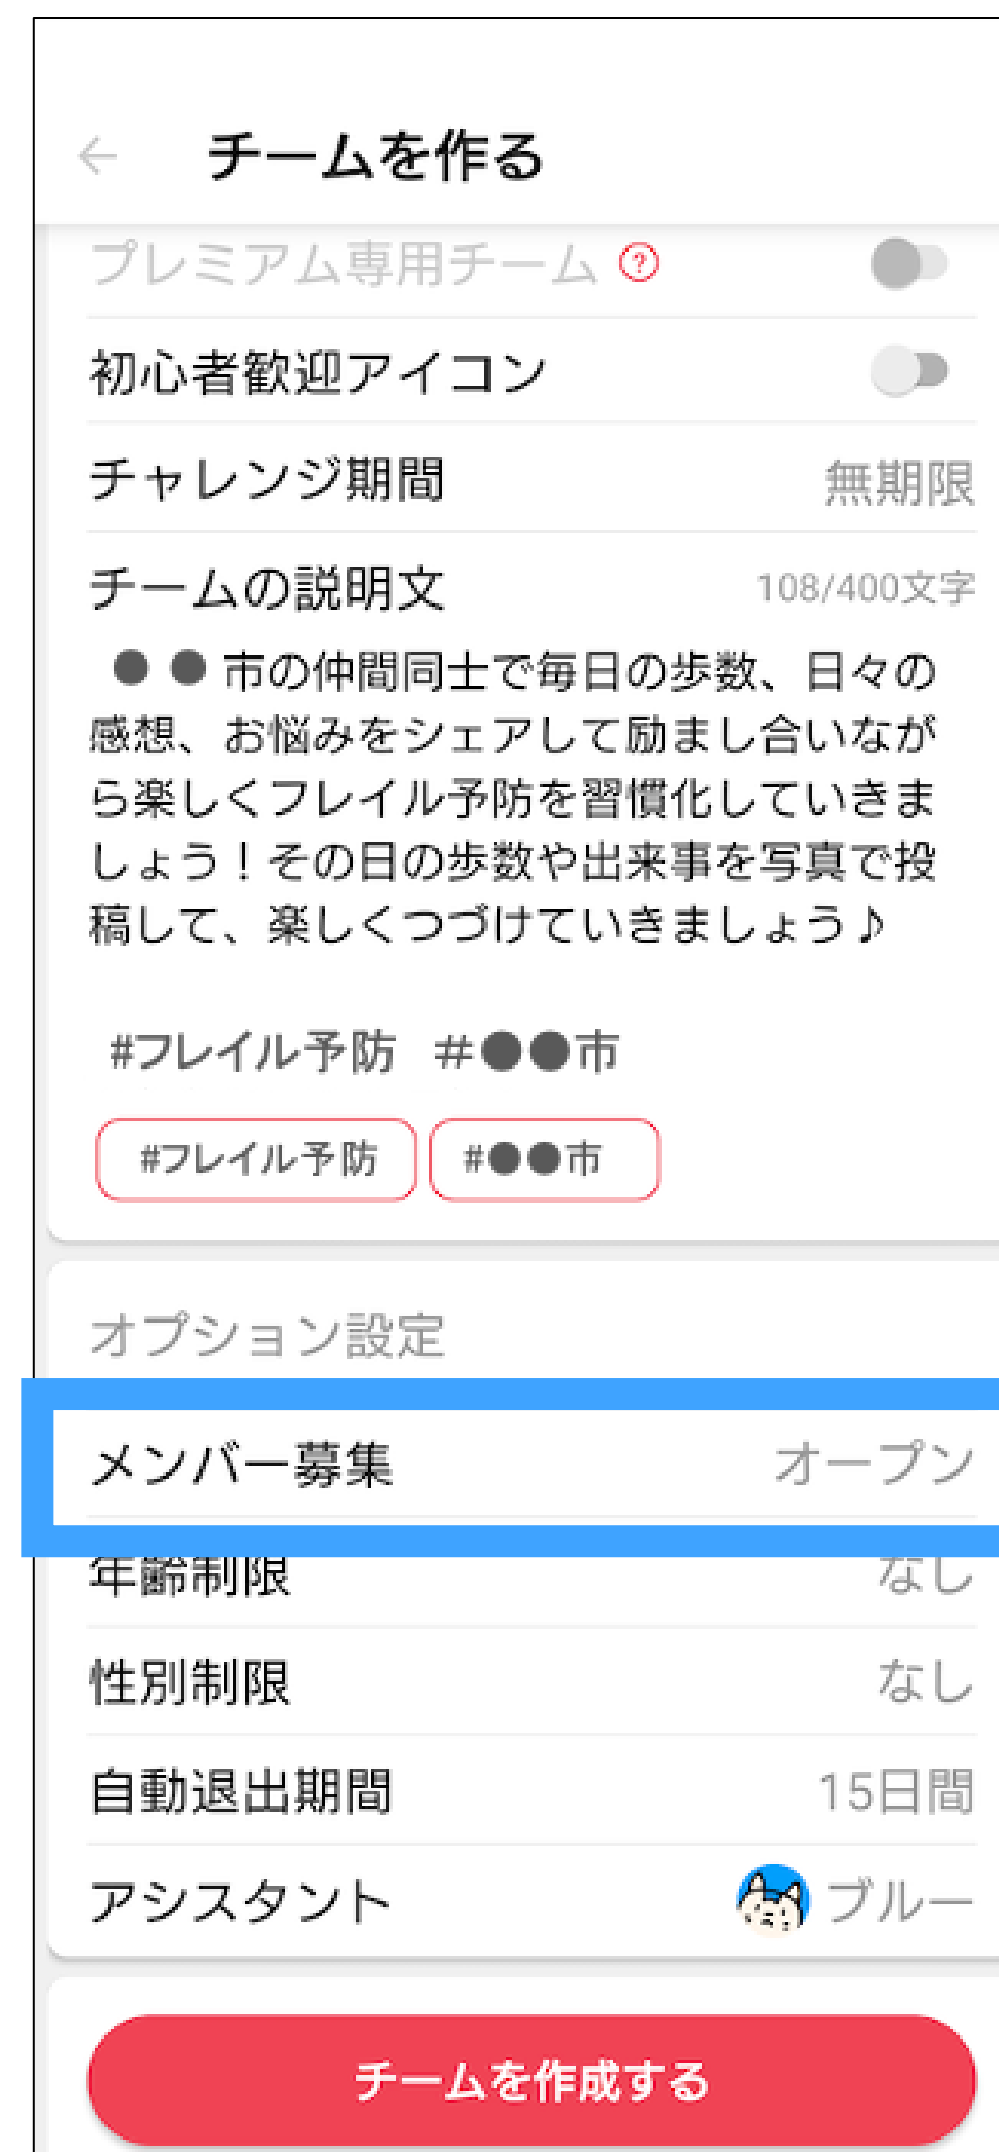 ← チームを作る
プレミアム専用チーム ?
初心者歓迎アイコン
チャレンジ期間 無期限
チームの説明文 108/400文字
●●市の仲間同士で毎日の歩数、日々の
感想、お悩みをシェアして励まし合いなが
ら楽しくフレイル予防を習慣化していきま
しょう！その日の歩数や出来事を写真で投
稿して、楽しくつづけていきましょう♪
#フレイル予防 #●●市
#フレイル予防 #●●市
オプション設定
メンバー募集 オープン
年齢制限 なし
性別制限 なし
自動退出期間 15日間
アシスタント ブルー
チームを作成する